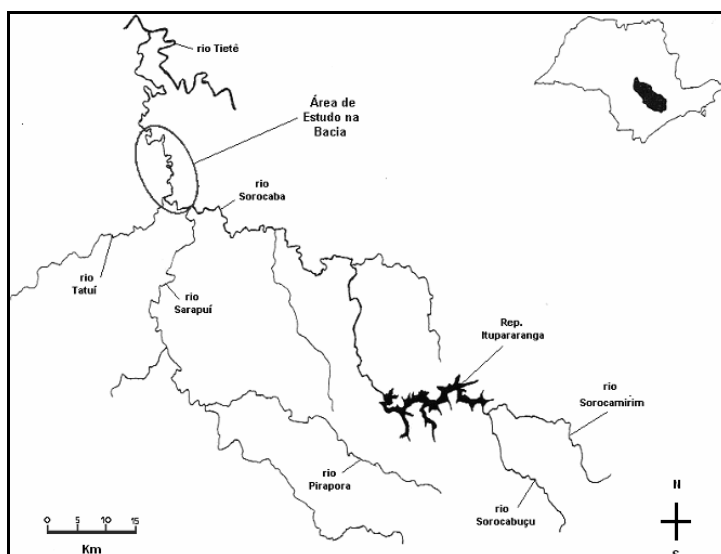 rio Tietê
Área de
Estudo na
Bacia
rio
Sorocaba
rio
Tatuí
rio
Sarapuí
Rep.
Itupararanga
rio
Sorocamirim
rio
Pirapora
rio
Sorocabuçu
N
S
0 5 10 15
Km